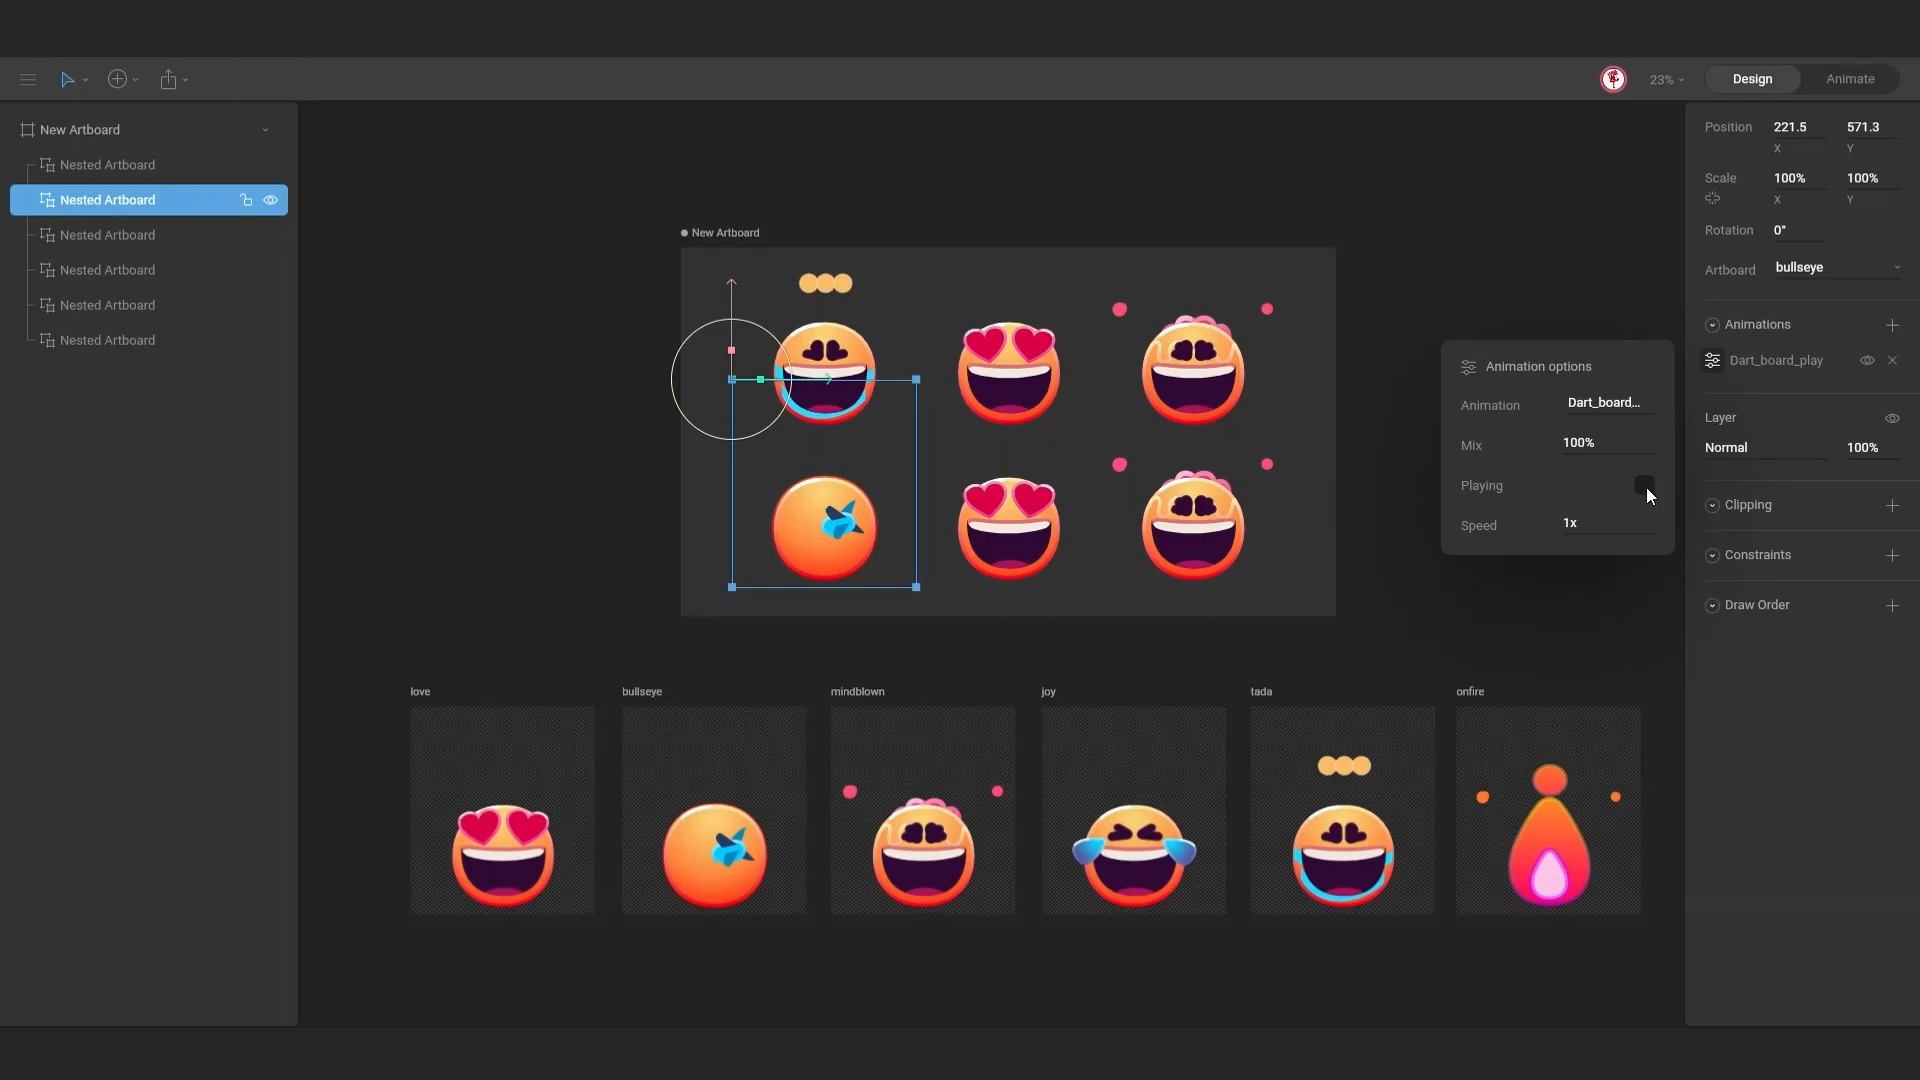 23%
Design
Animate
New Artboard
Nested Artboard
Nested Artboard
Nested Artboard
Nested Artboard
Nested Artboard
Nested Artboard
New Artboard
love
bullseye
mindblown
joy
tada
onfire
Animation options
Animation Dart_board...
Mix 100%
Playing
Speed 1x
Position 221.5 571.3
X Y
Scale 100% 100%
X Y
Rotation 0°
Artboard bullseye
Animations
Dart_board_play
Layer
Normal 100%
Clipping
Constraints
Draw Order